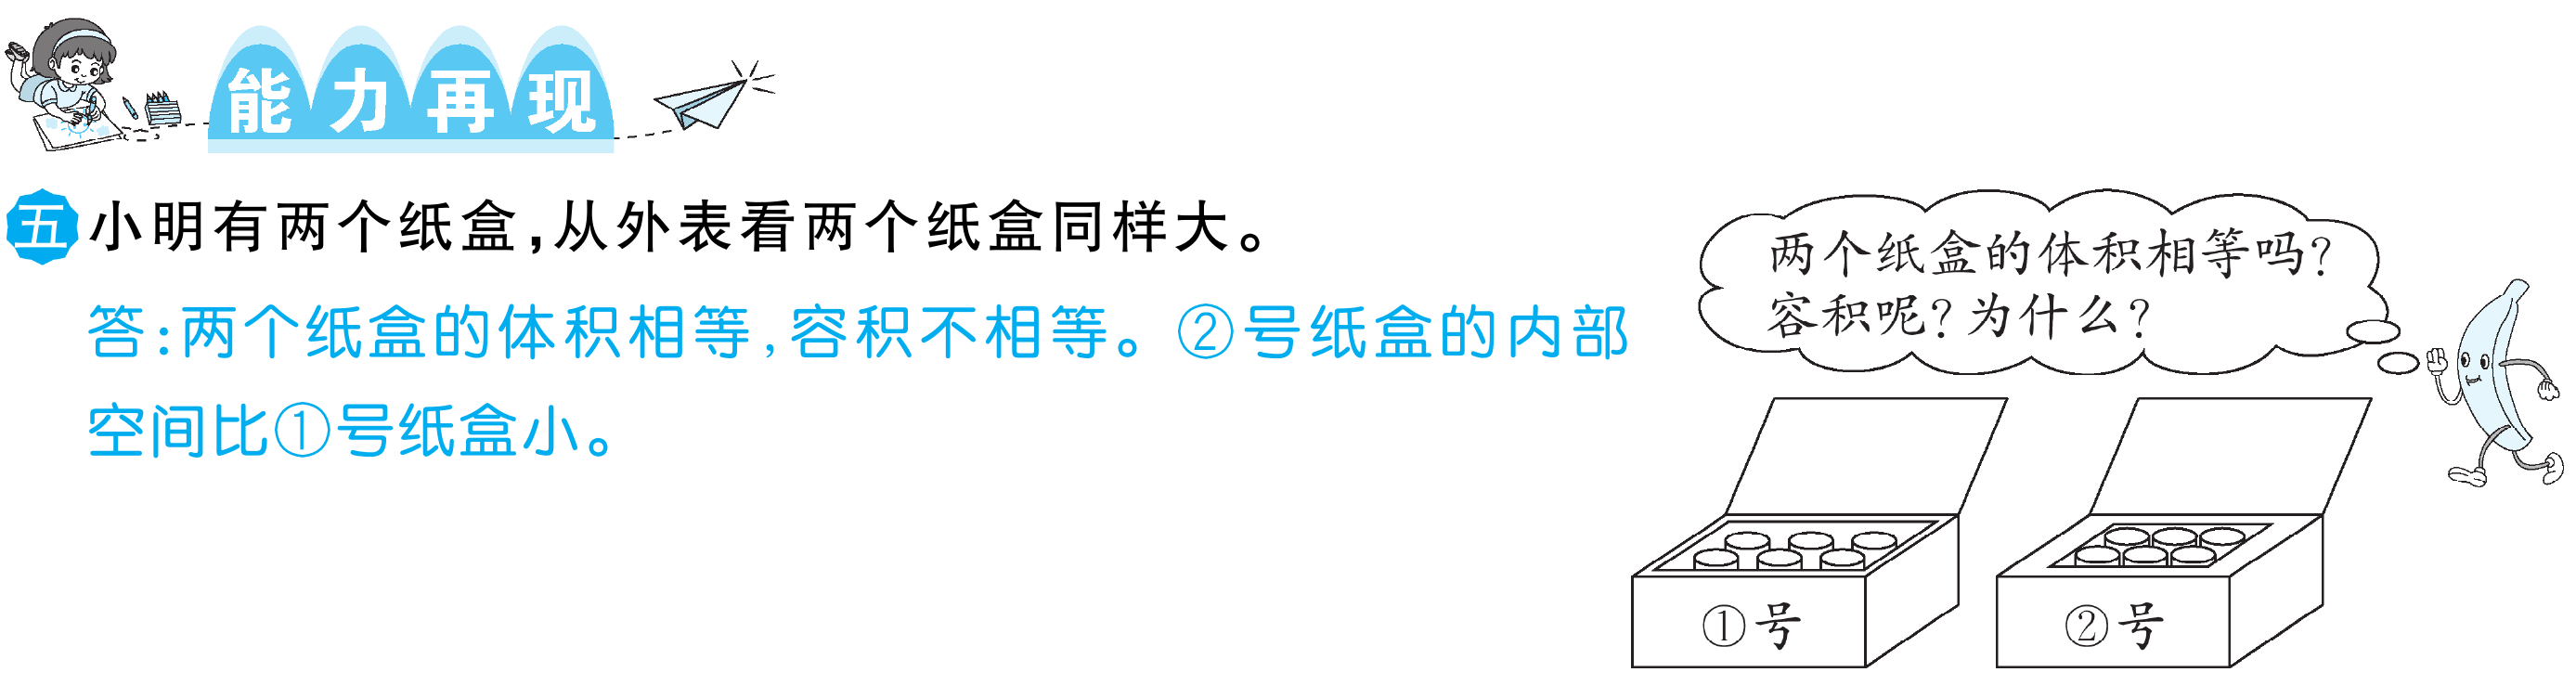 能力再现
五 小明有两个纸盒,从外表看两个纸盒同样大。
答:两个纸盒的体积相等,容积不相等。②号纸盒的内部
空间比①号纸盒小。
两个纸盒的体积相等吗?
容积呢?为什么?
①号
②号